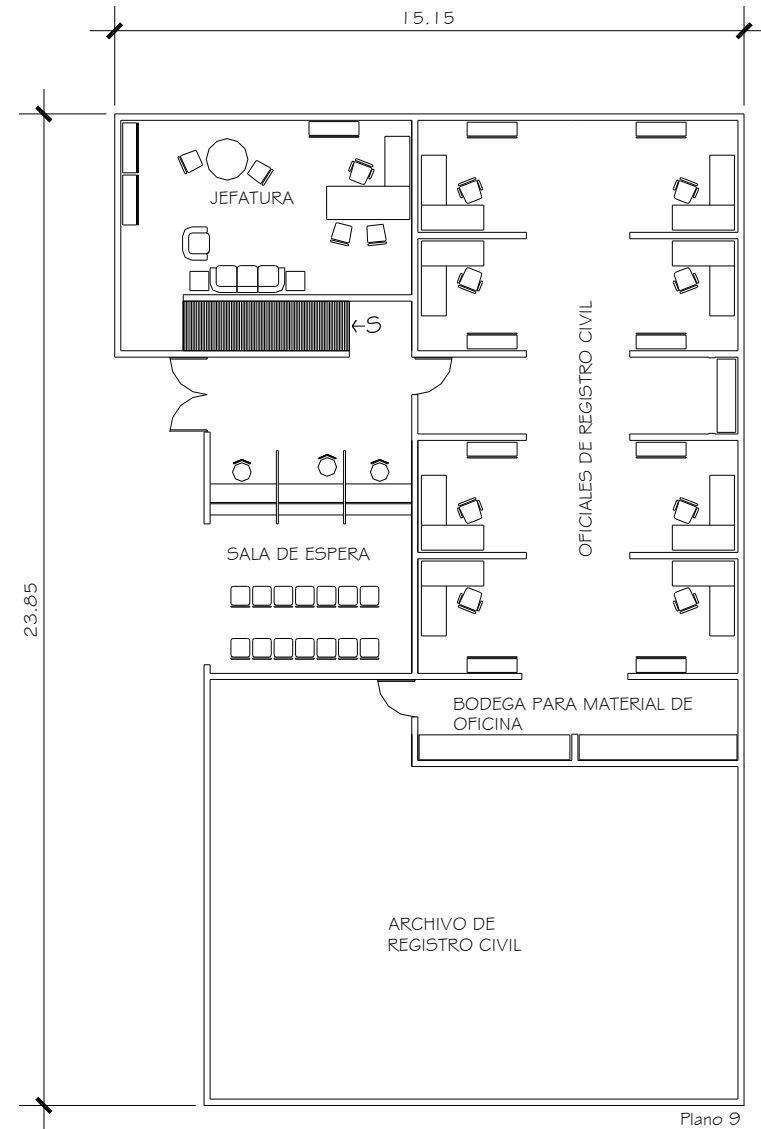 15.15
JEFATURA
←S
OFICIALES DE REGISTRO CIVIL
SALA DE ESPERA
23.85
BODEGA PARA MATERIAL DE
OFICINA
ARCHIVO DE
REGISTRO CIVIL
Plano 9